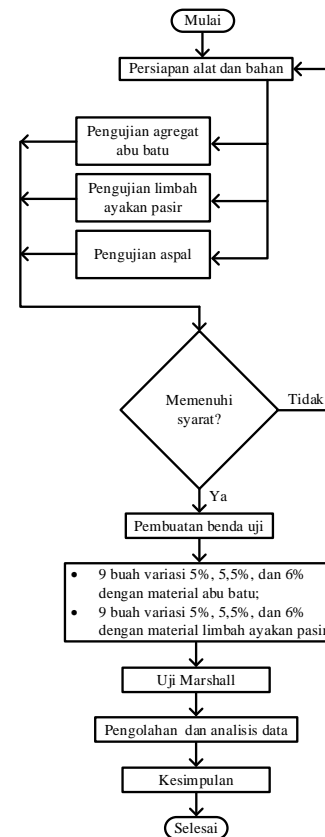 Mulai
Persiapan alat dan bahan
Pengujian agregat
abu batu
Pengujian limbah
ayakan pasir
Pengujian aspal
Memenuhi
syarat?
Tidak
Ya
Pembuatan benda uji
• 9 buah variasi 5%, 5,5%, dan 6%
dengan material abu batu;
• 9 buah variasi 5%, 5,5%, dan 6%
dengan material limbah ayakan pasir
Uji Marshall
Pengolahan dan analisis data
Kesimpulan
Selesai